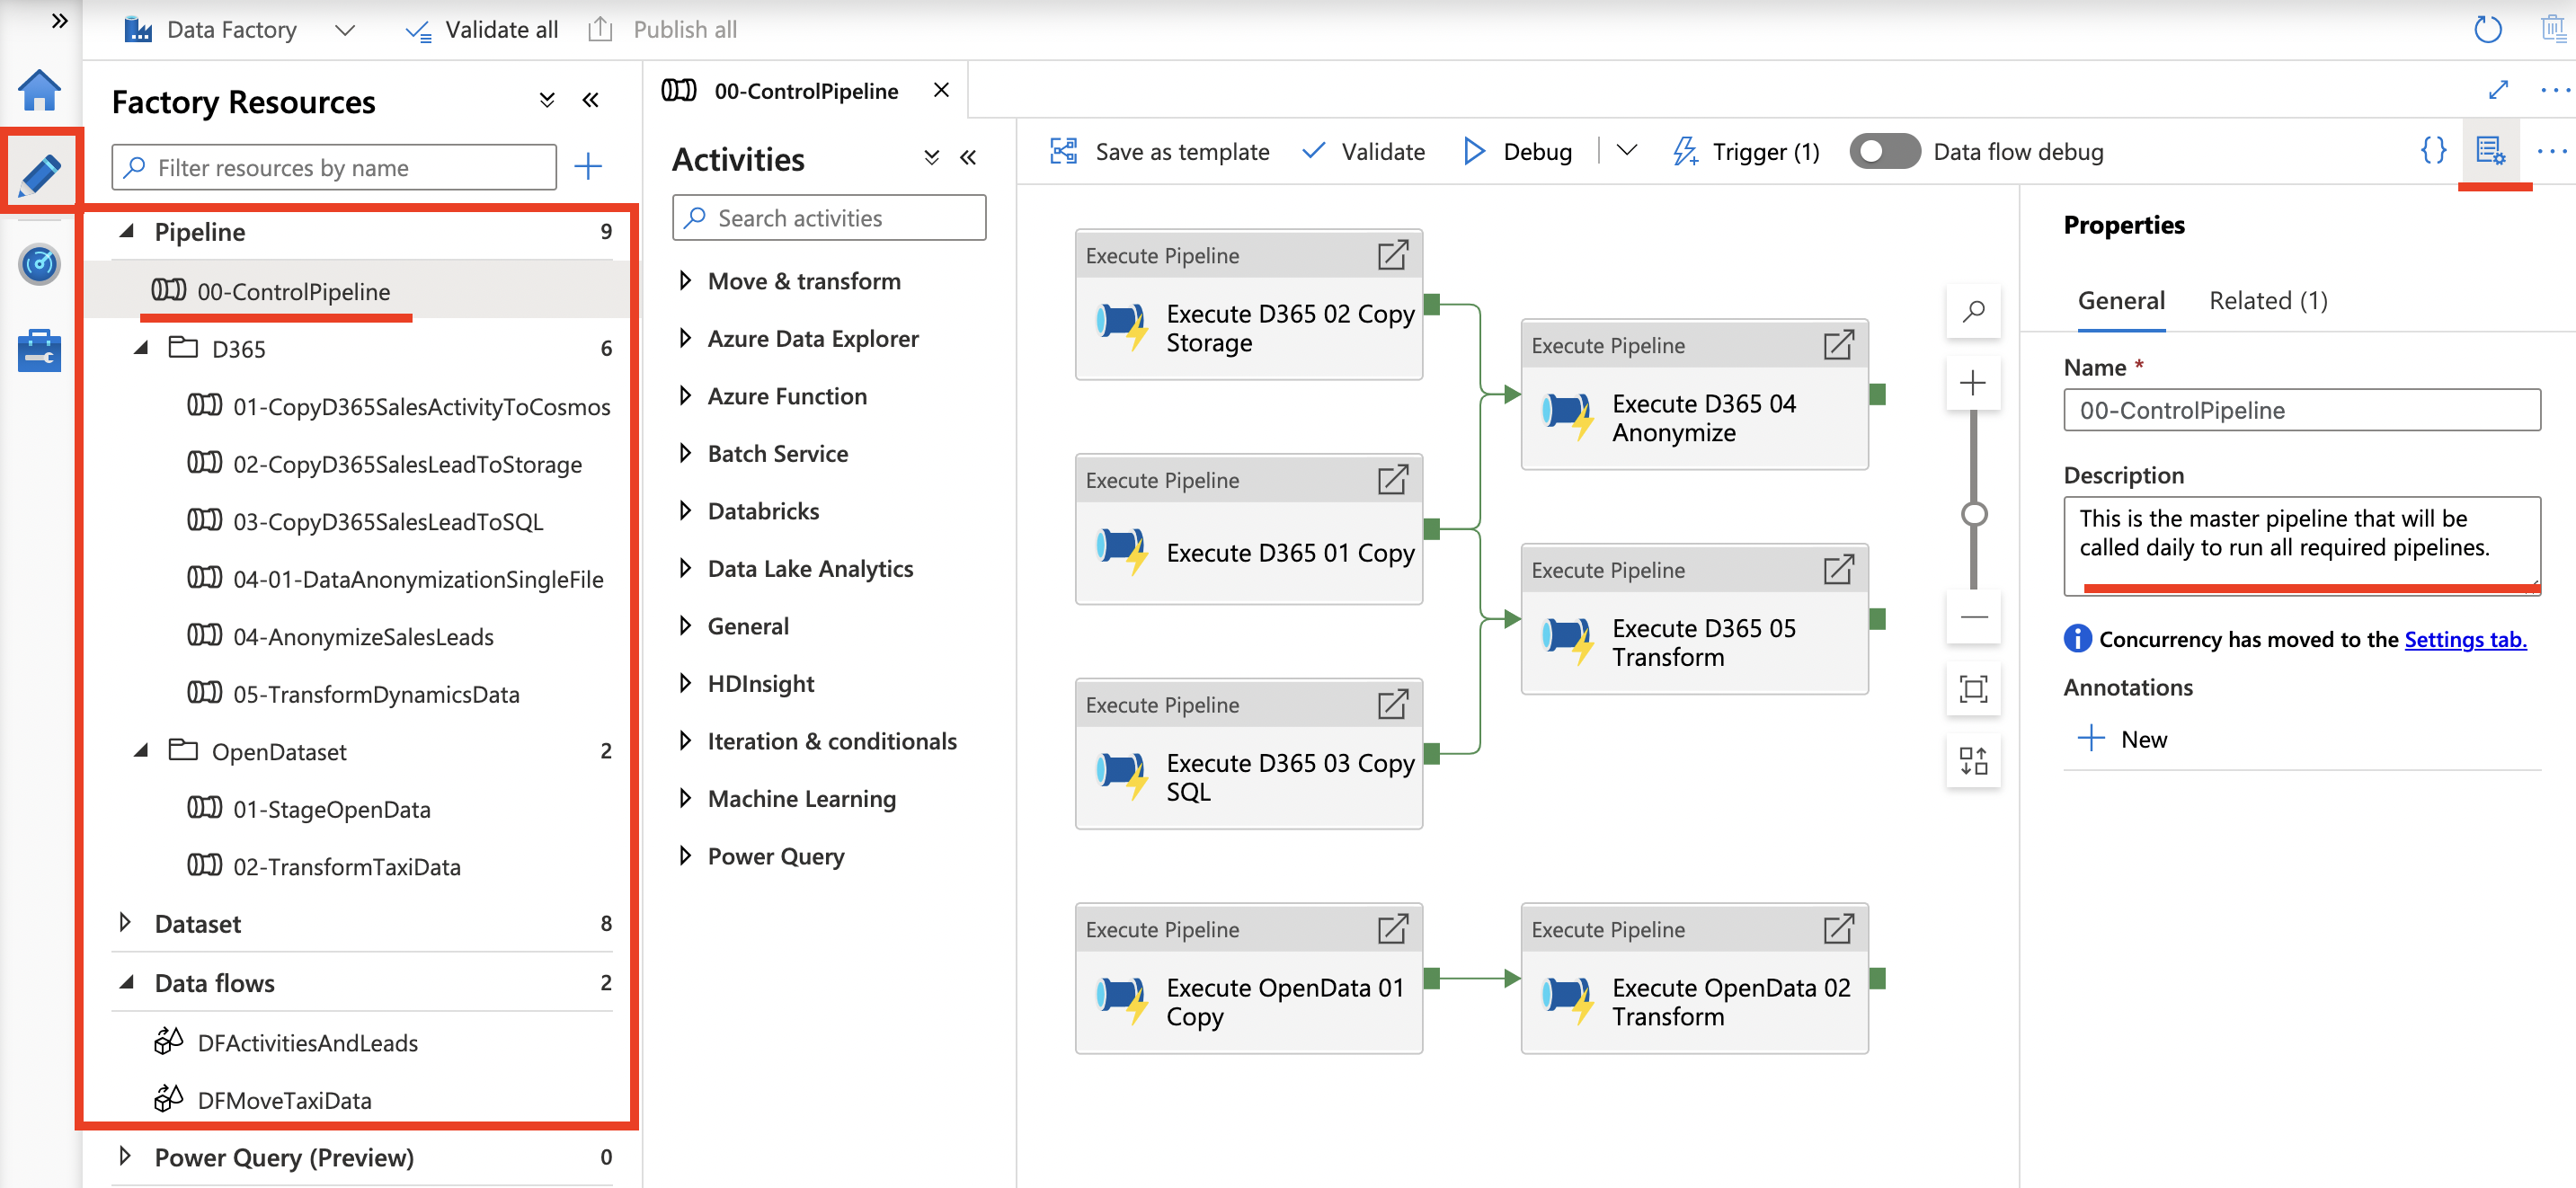 Data Factory
Validate all
Publish all
Factory Resources
Filter resources by name
Pipeline 9
00-ControlPipeline
D365 6
01-CopyD365SalesActivityToCosmos
02-CopyD365SalesLeadToStorage
03-CopyD365SalesLeadToSQL
04-01-DataAnonymizationSingleFile
04-AnonymizeSalesLeads
05-TransformDynamicsData
OpenDataset 2
01-StageOpenData
02-TransformTaxiData
Dataset 8
Data flows 2
DFActivitiesAndLeads
DFMoveTaxiData
Power Query (Preview) 0
00-ControlPipeline
Activities
Search activities
Move & transform
Azure Data Explorer
Azure Function
Batch Service
Databricks
Data Lake Analytics
General
HDInsight
Iteration & conditionals
Machine Learning
Power Query
Save as template
Validate
Debug
Trigger (1)
Data flow debug
Execute Pipeline
Execute D365 02 Copy
Storage
Execute Pipeline
Execute D365 04
Anonymize
Execute Pipeline
Execute D365 01 Copy
Execute Pipeline
Execute D365 05
Transform
Execute Pipeline
Execute D365 03 Copy
SQL
Execute Pipeline
Execute OpenData 01
Copy
Execute Pipeline
Execute OpenData 02
Transform
Properties
General
Related (1)
Name *
00-ControlPipeline
Description
This is the master pipeline that will be
called daily to run all required pipelines.
Concurrency has moved to the Settings tab.
Annotations
New